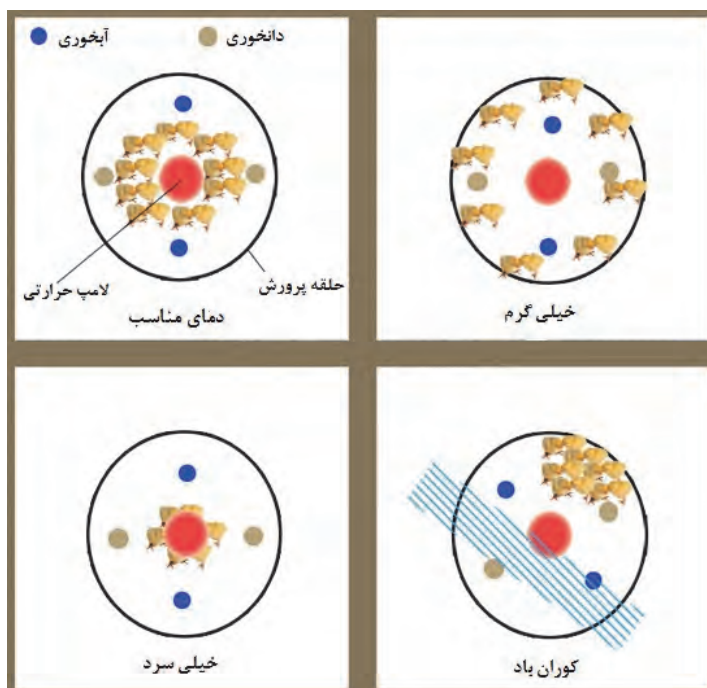 آبخوری
دانخوری
لامپ حرارتی
حلقه پرورش
دمای مناسب
خیلی گرم
خیلی سرد
کوران باد